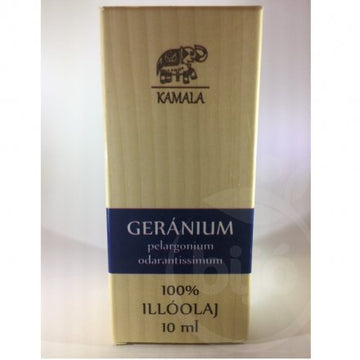 KAMALA
GERÁNIUM
pelargonium
odarantissimum
100%
ILLÓOLAJ
10 ml